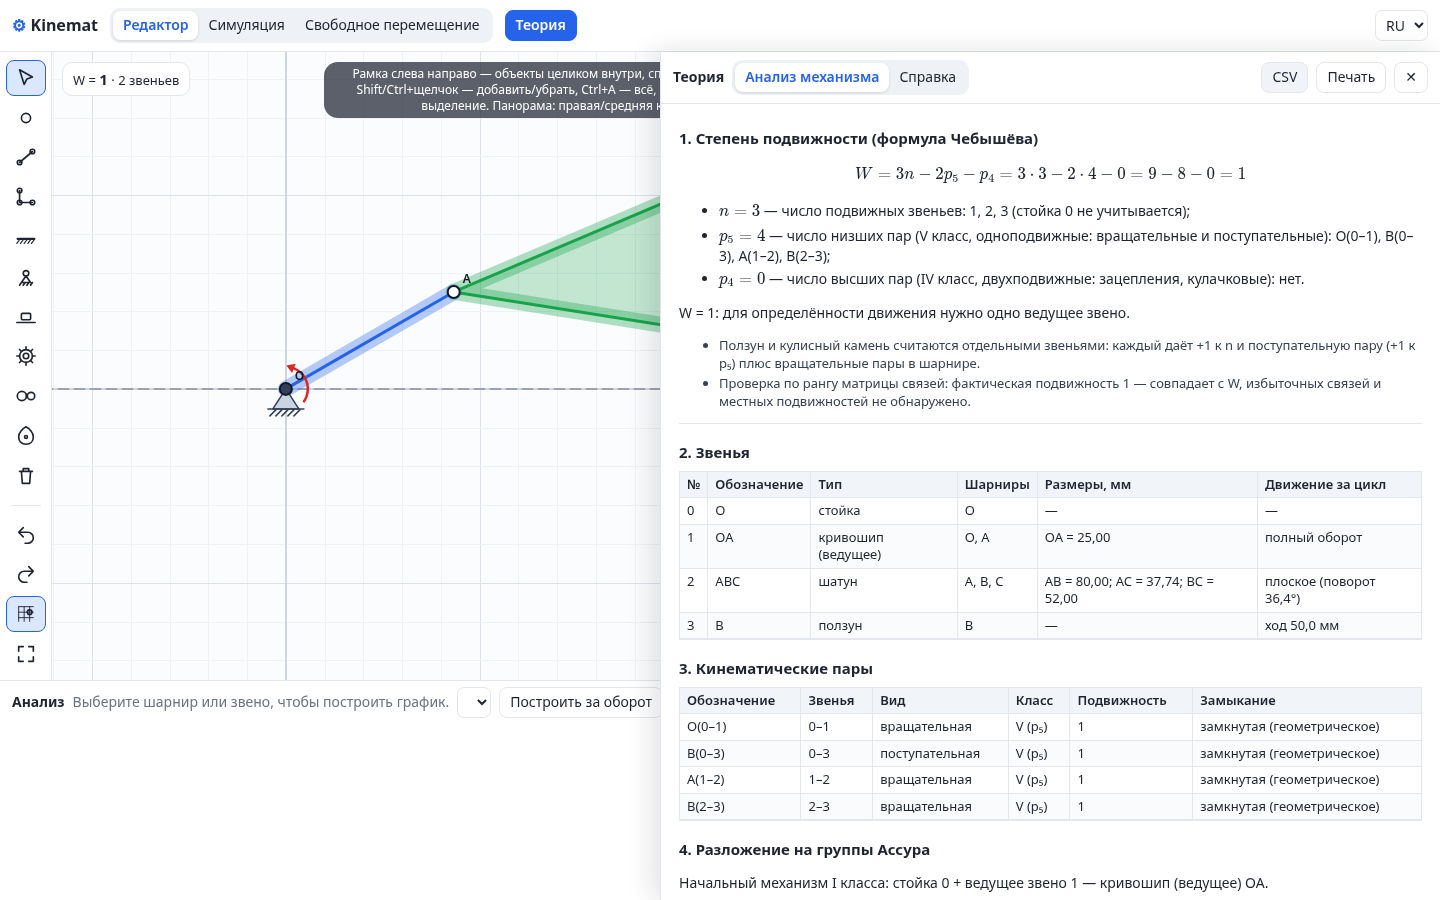 Kinemat
Редактор
Симуляция
Свободное перемещение
Теория
RU
W = 1 · 2 звеньев
Рамка слева направо — объекты целиком внутри, сп
Shift/Ctrl+щелчок — добавить/убрать, Ctrl+A — всё,
выделение. Панорама: правая/средняя к
A
O
Анализ
Выберите шарнир или звено, чтобы построить график.
Построить за оборот
Теория
Анализ механизма
Справка
CSV
Печать
×
1. Степень подвижности (формула Чебышёва)
W = 3n − 2p₅ − p₄ = 3 · 3 − 2 · 4 − 0 = 9 − 8 − 0 = 1
• n = 3 — число подвижных звеньев: 1, 2, 3 (стойка 0 не учитывается);
• p₅ = 4 — число низших пар (V класс, одноподвижные: вращательные и поступательные): O(0–1), B(0–
3), A(1–2), B(2–3);
• p₄ = 0 — число высших пар (IV класс, двухподвижные: зацепления, кулачковые): нет.
W = 1: для определённости движения нужно одно ведущее звено.
• Ползун и кулисный камень считаются отдельными звеньями: каждый даёт +1 к n и поступательную пару (+1 к
p₅) плюс вращательные пары в шарнире.
• Проверка по рангу матрицы связей: фактическая подвижность 1 — совпадает с W, избыточных связей и
местных подвижностей не обнаружено.
2. Звенья
№ Обозначение Тип Шарниры Размеры, мм Движение за цикл
0 O стойка O — —
1 OA кривошип (ведущее) O, A OA = 25,00 полный оборот
2 ABC шатун A, B, C AB = 80,00; AC = 37,74; BC = 52,00 плоское (поворот 36,4°)
3 B ползун B — ход 50,0 мм
3. Кинематические пары
Обозначение Звенья Вид Класс Подвижность Замыкание
O(0–1) 0–1 вращательная V (p₅) 1 замкнутая (геометрическое)
B(0–3) 0–3 поступательная V (p₅) 1 замкнутая (геометрическое)
A(1–2) 1–2 вращательная V (p₅) 1 замкнутая (геометрическое)
B(2–3) 2–3 вращательная V (p₅) 1 замкнутая (геометрическое)
4. Разложение на группы Ассура
Начальный механизм I класса: стойка 0 + ведущее звено 1 — кривошип (ведущее) OA.